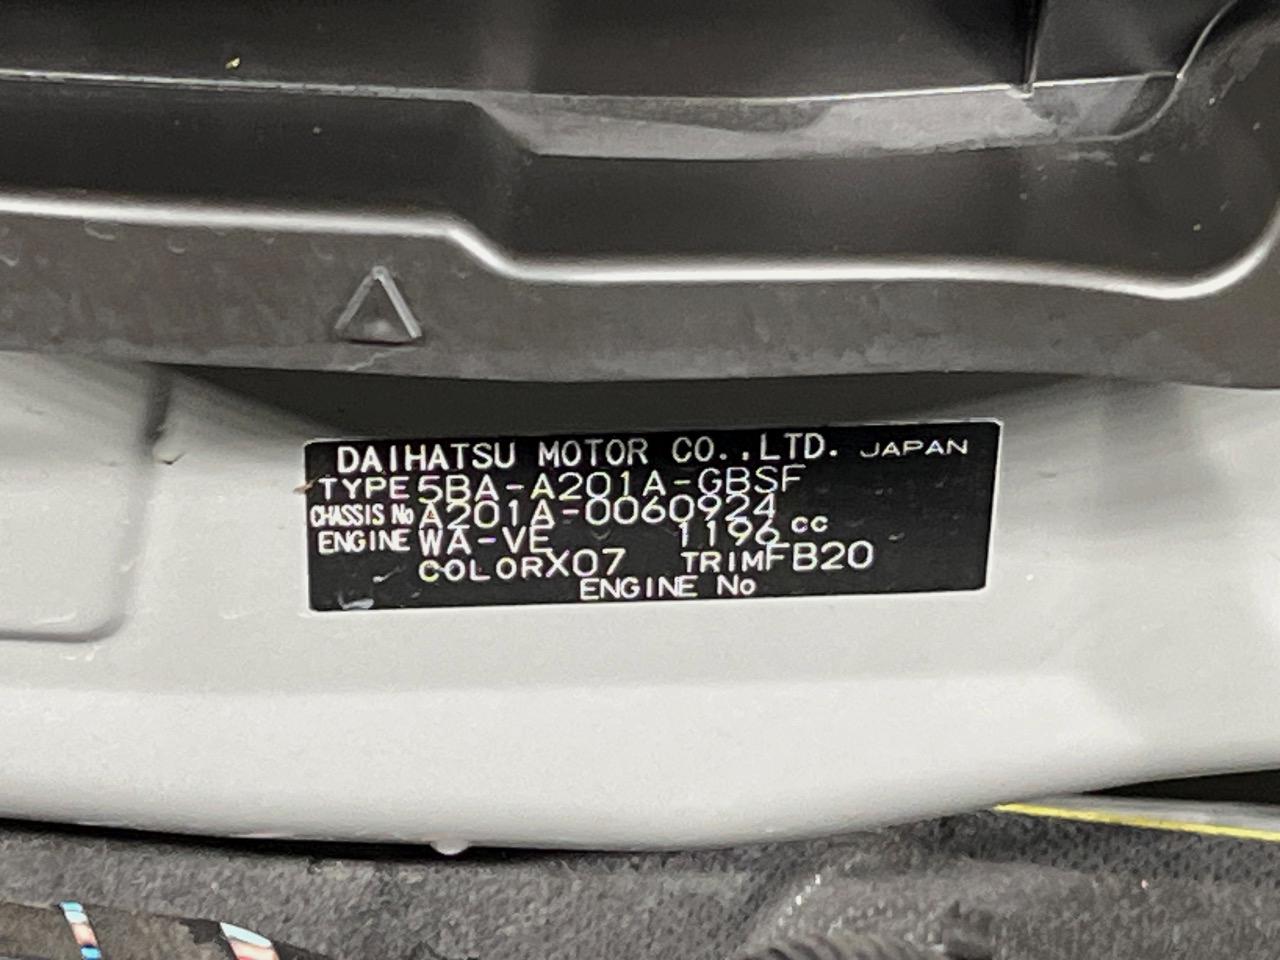 DAIHATSU MOTOR CO.,LTD. JAPAN
TYPE 5BA-A201A-GBSF
CHASSIS No A201A-0060924
ENGINE WA-VE 1196 cc
COLOR X07 TRIM FB20
ENGINE No